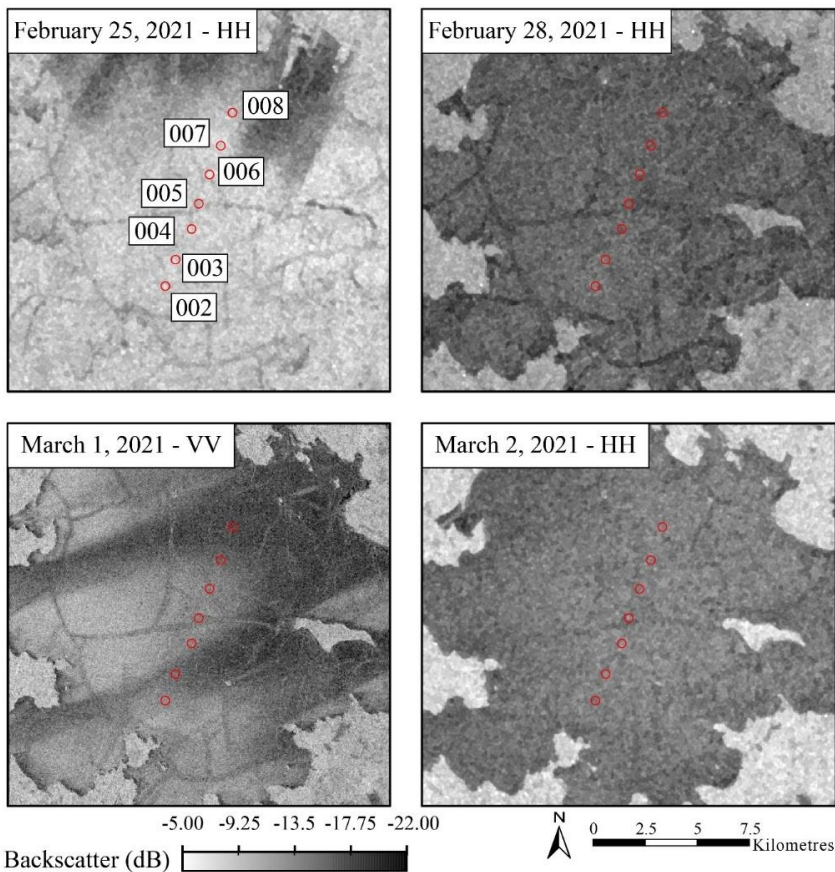 February 25, 2021 - HH
February 28, 2021 - HH
008
007
006
005
004
003
002
March 1, 2021 - VV
March 2, 2021 - HH
-5.00 -9.25 -13.5 -17.75 -22.00
Backscatter (dB)
N
0 2.5 5 7.5
Kilometres